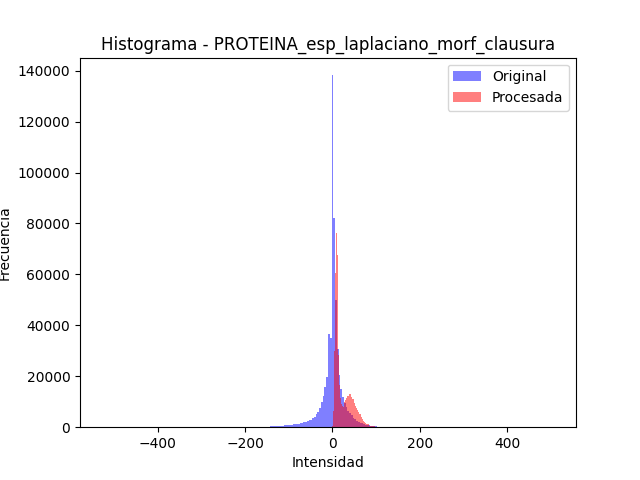 Histograma - PROTEINA_esp_laplaciano_morf_clausura
Original
Procesada
140000
120000
100000
80000
60000
40000
20000
0
Frecuencia
−400
−200
0
200
400
Intensidad